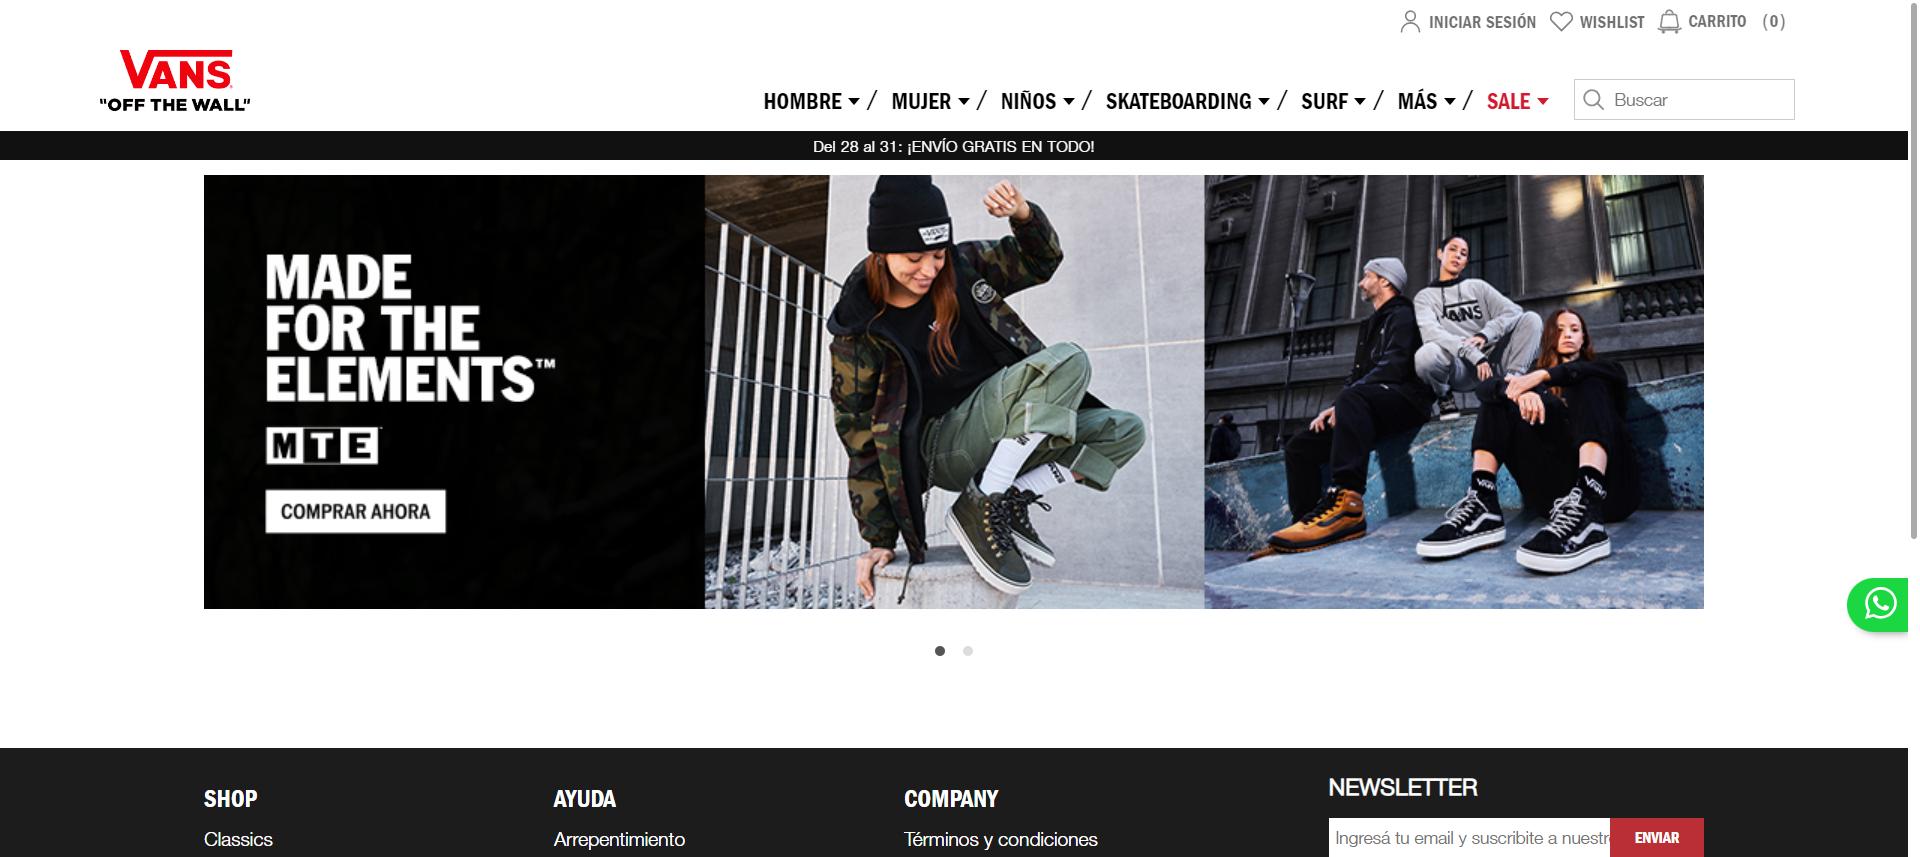 INICIAR SESIÓN WISHLIST CARRITO (0)
VANS
"OFF THE WALL"
HOMBRE / MUJER / NIÑOS / SKATEBOARDING / SURF / MÁS / SALE Buscar
Del 28 al 31: ¡ENVÍO GRATIS EN TODO!
MADE
FOR THE
ELEMENTS™
MTE
COMPRAR AHORA
VANS
VANS
SHOP
Classics
AYUDA
Arrepentimiento
COMPANY
Términos y condiciones
NEWSLETTER
Ingresá tu email y suscribite a nuestro ENVIAR